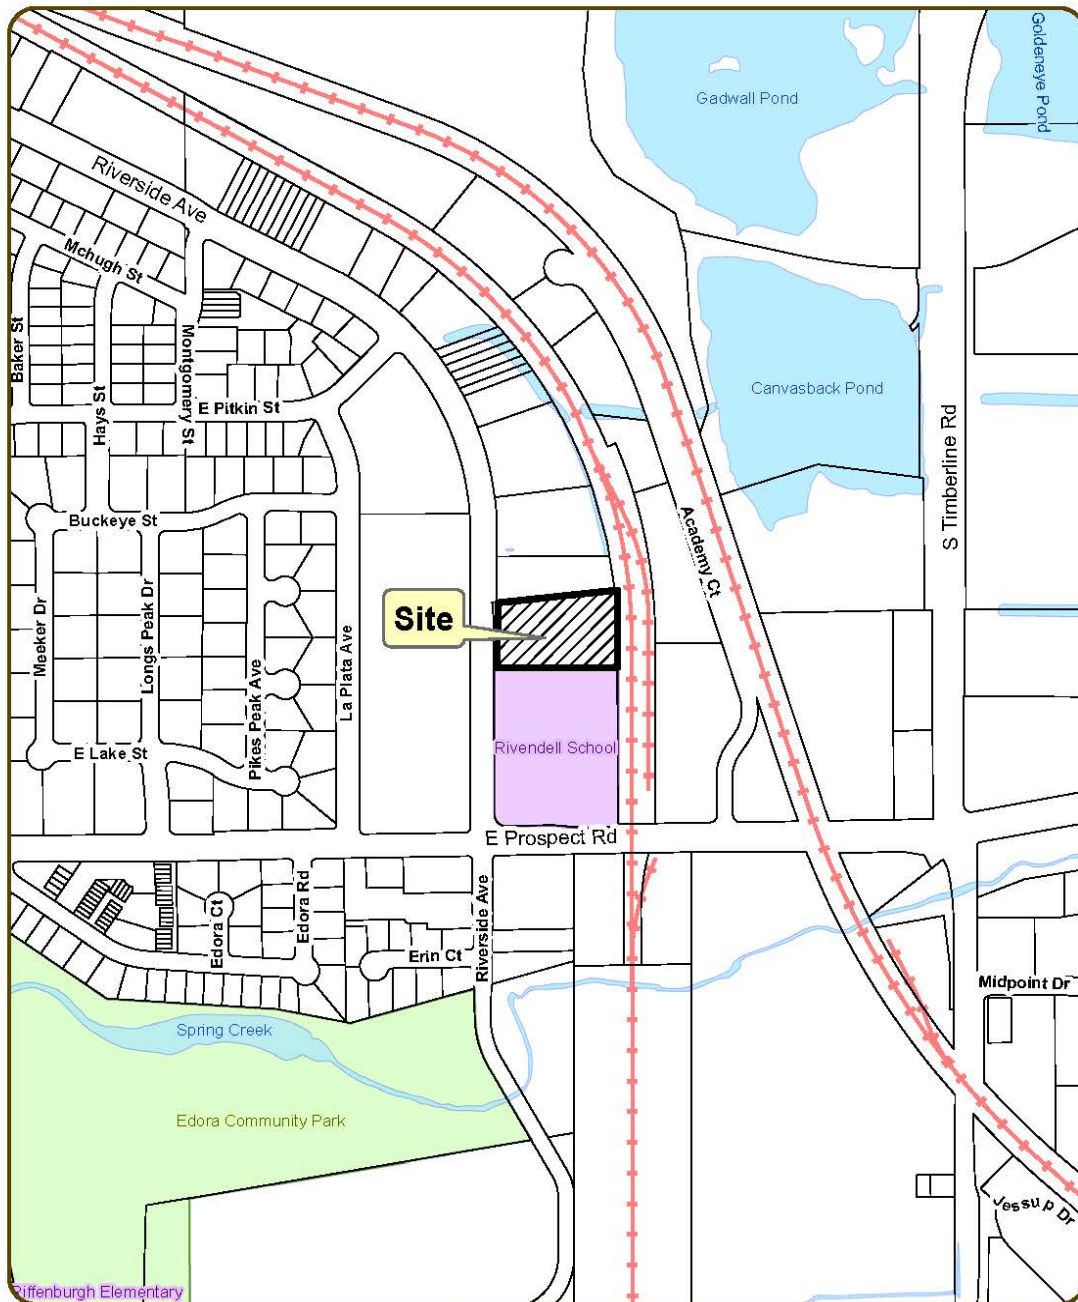 Goldeneye Pond
Gadwall Pond
Riverside Ave
Mchugh St
Baker St
Hays St
Montgomery St
E Pitkin St
Canvasback Pond
S Timberline Rd
Buckeye St
Academy Ct
Meeker Dr
Longs Peak Dr
Pikes Peak Ave
La Plata Ave
Site
E Lake St
Rivendell School
E Prospect Rd
Edora Ct
Edora Rd
Erin Ct
Riverside Ave
Midpoint Dr
Spring Creek
Edora Community Park
Jessup Dr
Riffenburgh Elementary